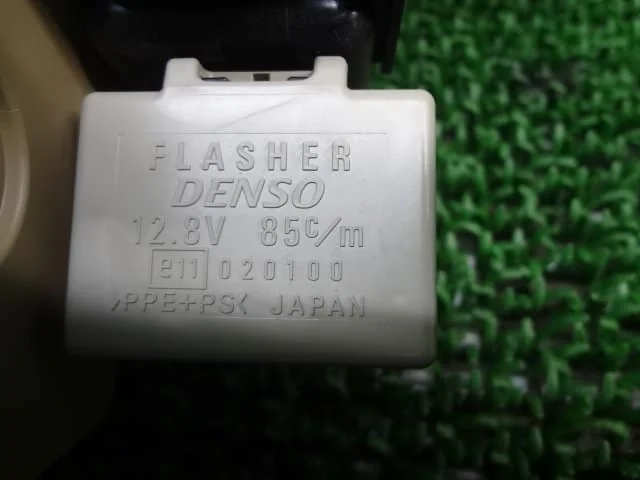 FLASHER
DENSO
12.8V 85c/m
e11 020100
>PPE+PS< JAPAN